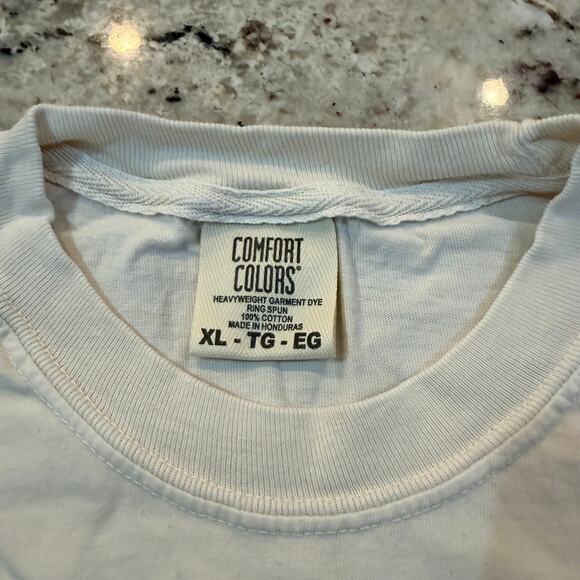 COMFORT
COLORS®
HEAVYWEIGHT GARMENT DYE
RING SPUN
100% COTTON
MADE IN HONDURAS
XL - TG - EG